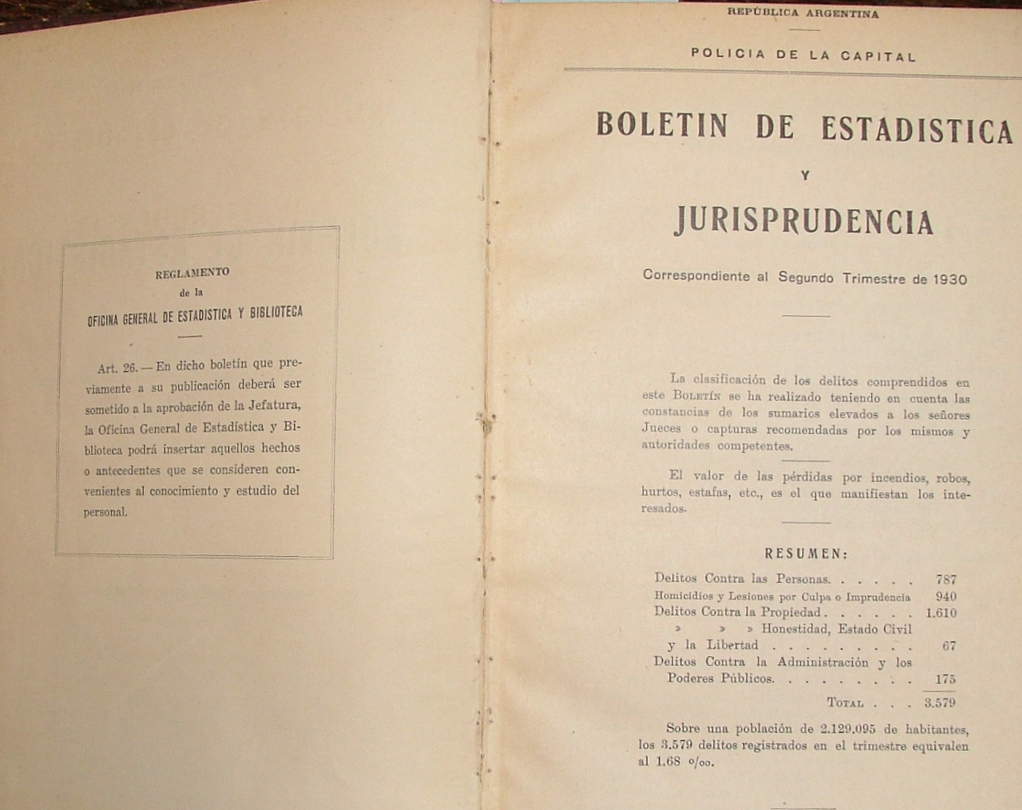 REGLAMENTO
de la
OFICINA GENERAL DE ESTADISTICA Y BIBLIOTECA
Art. 26. — En dicho boletín que pre-
viamente a su publicación deberá ser
sometido a la aprobación de la Jefatura,
la Oficina General de Estadística y Bi-
blioteca podrá insertar aquellos hechos
o antecedentes que se consideren con-
venientes al conocimiento y estudio del
personal.
REPÚBLICA ARGENTINA
POLICIA DE LA CAPITAL
BOLETIN DE ESTADISTICA
Y
JURISPRUDENCIA
Correspondiente al Segundo Trimestre de 1930
La clasificación de los delitos comprendidos en
este BOLETÍN se ha realizado teniendo en cuenta las
constancias de los sumarios elevados a los señores
Jueces o capturas recomendadas por los mismos y
autoridades competentes.
El valor de las pérdidas por incendios, robos,
hurtos, estafas, etc., es el que manifiestan los inte-
resados.
RESUMEN:
Delitos Contra las Personas. . . . . . 787
Homicidios y Lesiones por Culpa o Imprudencia 940
Delitos Contra la Propiedad . . . . . . 1.610
» » » Honestidad, Estado Civil
y la Libertad . . . . . . . . . 67
Delitos Contra la Administración y los
Poderes Públicos. . . . . . . . . 175
TOTAL . . . 3.579
Sobre una población de 2.129.095 de habitantes,
los 3.579 delitos registrados en el trimestre equivalen
al 1.68 o/oo.